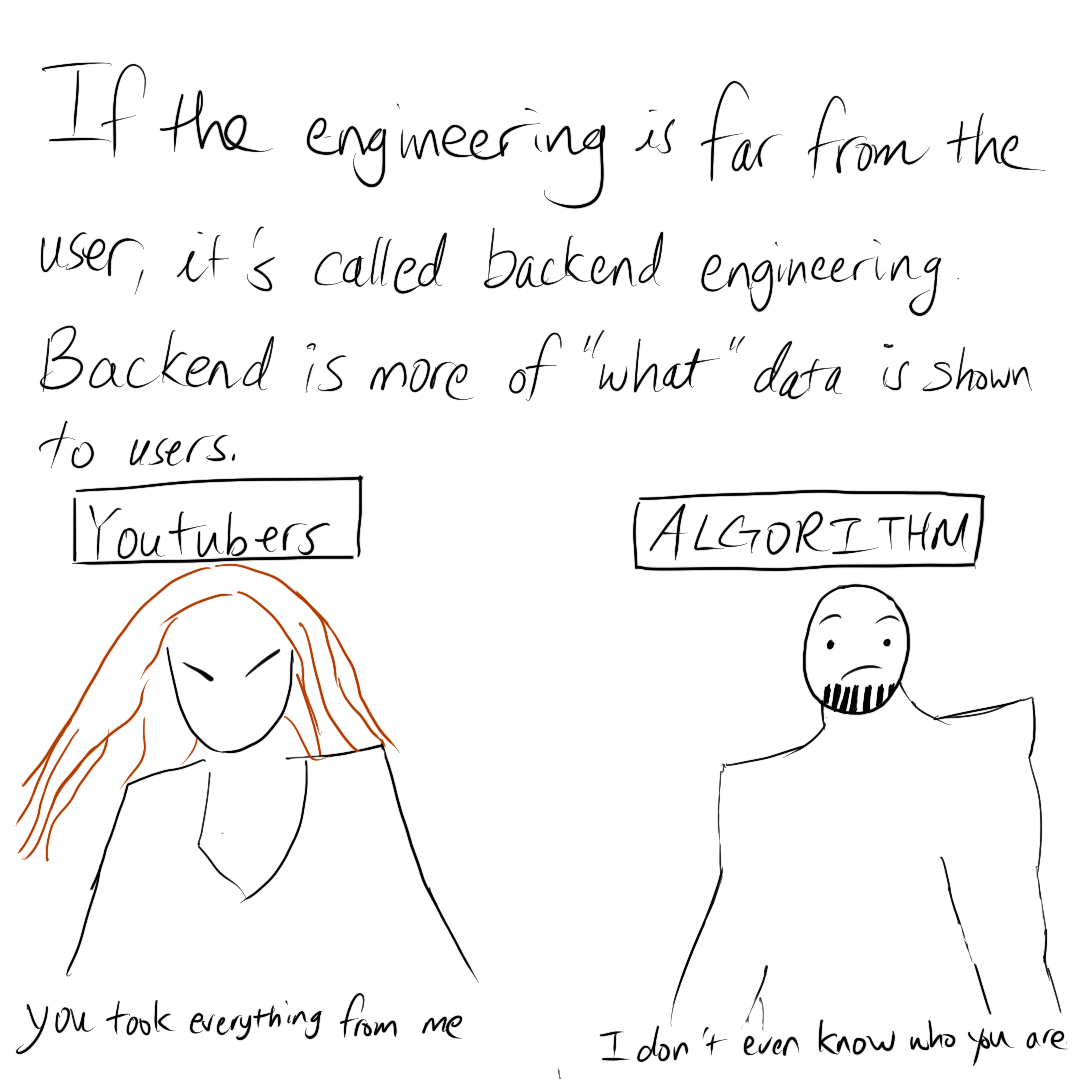 If the engineering is far from the
user, it's called backend engineering.
Backend is more of "what" data is shown
to users.
Youtubers
ALGORITHM
you took everything from me
I don't even know who you are